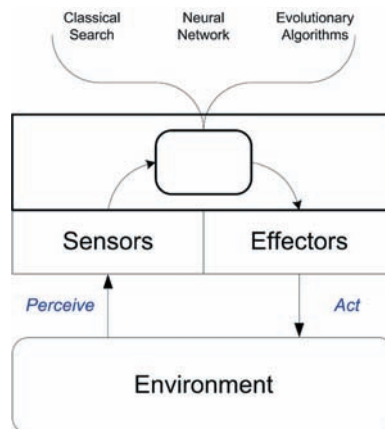 Classical
Search
Neural
Network
Evolutionary
Algorithms
Sensors
Effectors
Perceive
Act
Environment